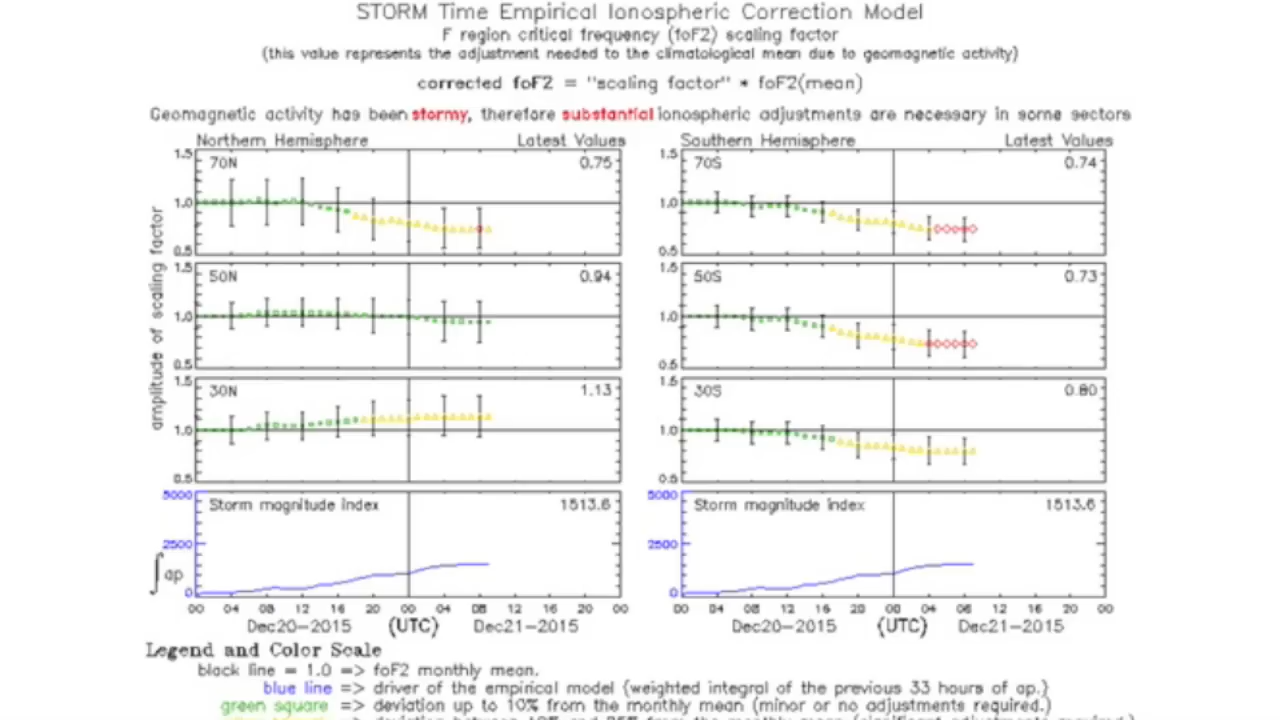 STORM Time Empirical Ionospheric Correction Model
F region critical frequency (foF2) scaling factor
(this value represents the adjustment needed to the climatological mean due to geomagnetic activity)
corrected foF2 = "scaling factor" * foF2(mean)
Geomagnetic activity has been stormy, therefore substantial ionospheric adjustments are necessary in some sectors
Northern Hemisphere Latest Values Southern Hemisphere Latest Values
1.5 70N 0.75 1.5 70S 0.74
1.0 1.0
0.5 0.5
1.5 50N 0.94 1.5 50S 0.73
1.0 1.0
0.5 0.5
1.5 30N 1.13 1.5 30S 0.80
1.0 1.0
0.5 0.5
amplitude of scaling factor
5000 Storm magnitude index 1513.6 5000 Storm magnitude index 1513.6
2500 2500
∫ap
0 0
00 04 08 12 16 20 00 04 08 12 16 20 00 00 04 08 12 16 20 00 04 08 12 16 20 00
Dec20-2015 (UTC) Dec21-2015 Dec20-2015 (UTC) Dec21-2015
Legend and Color Scale
black line = 1.0 => foF2 monthly mean.
blue line => driver of the empirical model (weighted integral of the previous 33 hours of ap.)
green square => deviation up to 10% from the monthly mean (minor or no adjustments required.)